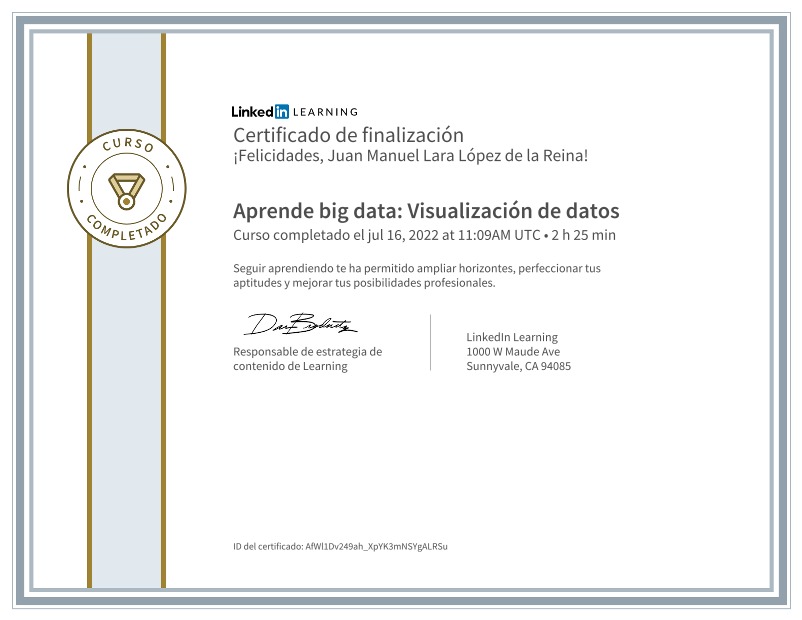 LinkedIn LEARNING
Certificado de finalización
¡Felicidades, Juan Manuel Lara López de la Reina!
CURSO
COMPLETADO
Aprende big data: Visualización de datos
Curso completado el jul 16, 2022 at 11:09AM UTC • 2 h 25 min
Seguir aprendiendo te ha permitido ampliar horizontes, perfeccionar tus
aptitudes y mejorar tus posibilidades profesionales.
Responsable de estrategia de
contenido de Learning
LinkedIn Learning
1000 W Maude Ave
Sunnyvale, CA 94085
ID del certificado: AfWl1Dv249ah_XpYK3mNSYgALRSu